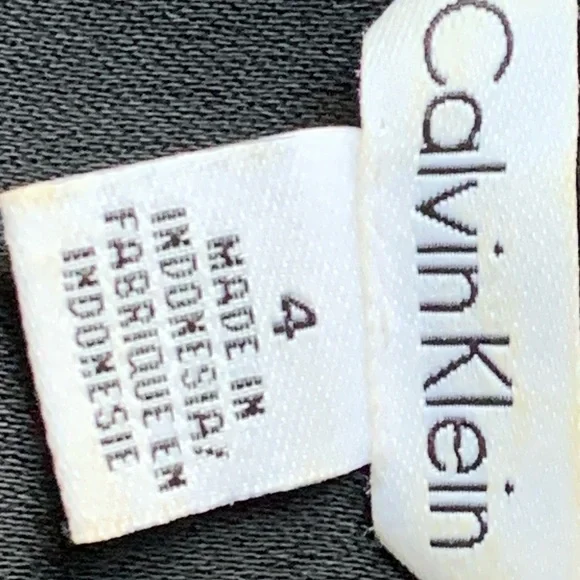 Calvin Klein
4
MADE IN
INDONESIA/
FABRIQUE EN
INDONESIE